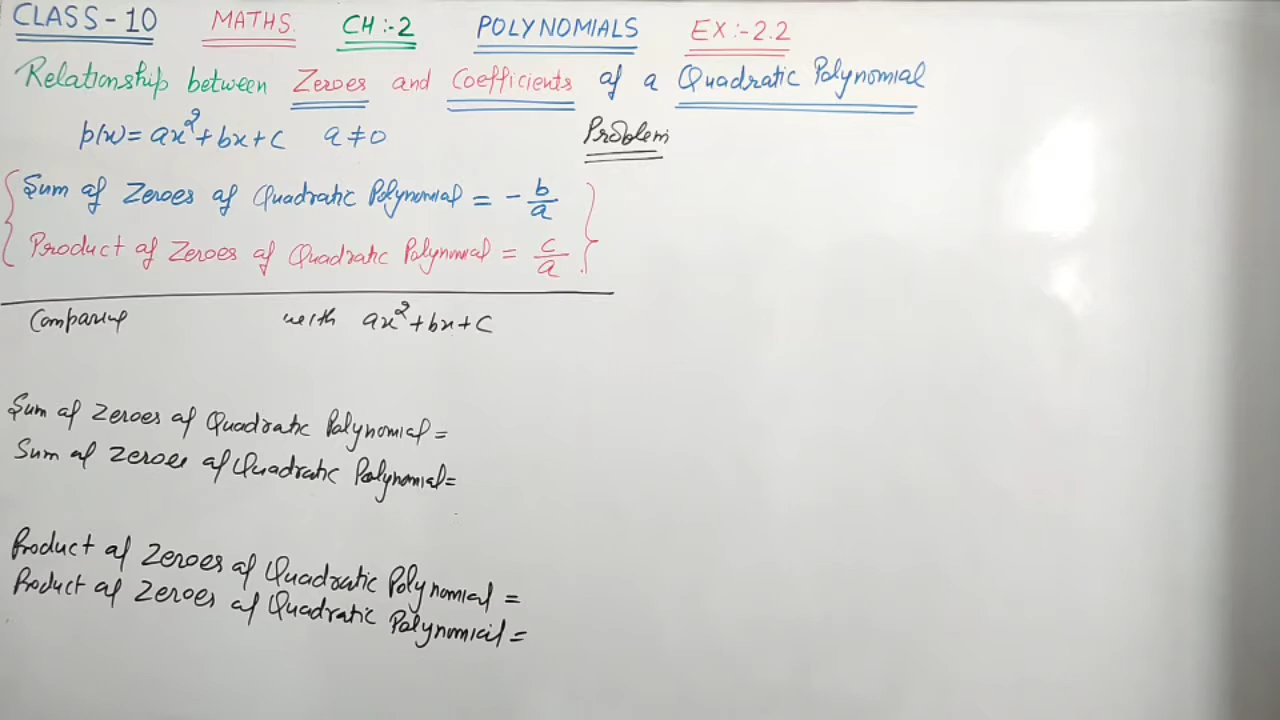 CLASS - 10 MATHS. CH :- 2 POLYNOMIALS EX :- 2.2
Relationship between Zeroes and Coefficients of a Quadratic Polynomial
p(x) = ax² + bx + c a ≠ 0
Problem
Sum of Zeroes of Quadratic Polynomial = - b/a
Product of Zeroes of Quadratic Polynomial = c/a
Comparing with ax² + bx + c
Sum of Zeroes of Quadratic Polynomial =
Sum of Zeroes of Quadratic Polynomial =
Product of Zeroes of Quadratic Polynomial =
Product of Zeroes of Quadratic Polynomial =